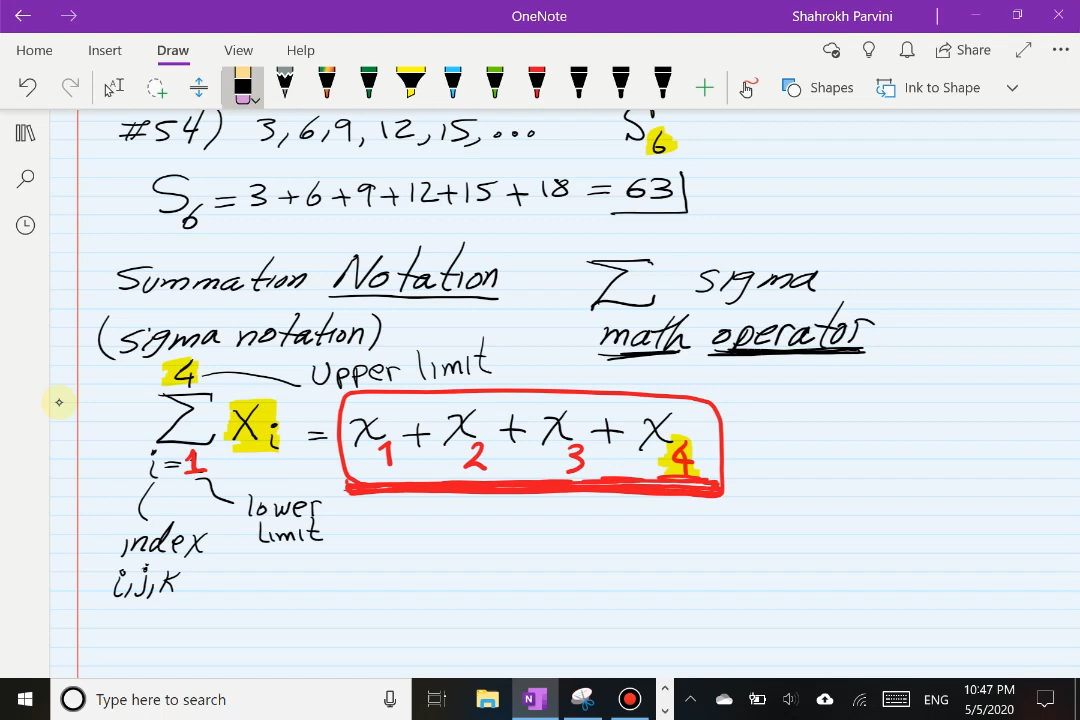 OneNote
Shahrokh Parvini
Home Insert Draw View Help
Share
Shapes
Ink to Shape
#54) 3, 6, 9, 12, 15, ... S6
S6 = 3 + 6 + 9 + 12 + 15 + 18 = 63
Summation Notation Σ sigma
(sigma notation) math operator
4 upper limit
Σ Xi = x1 + x2 + x3 + x4
i = 1
lower
limit
index
i, j, k
Type here to search
ENG
10:47 PM
5/5/2020